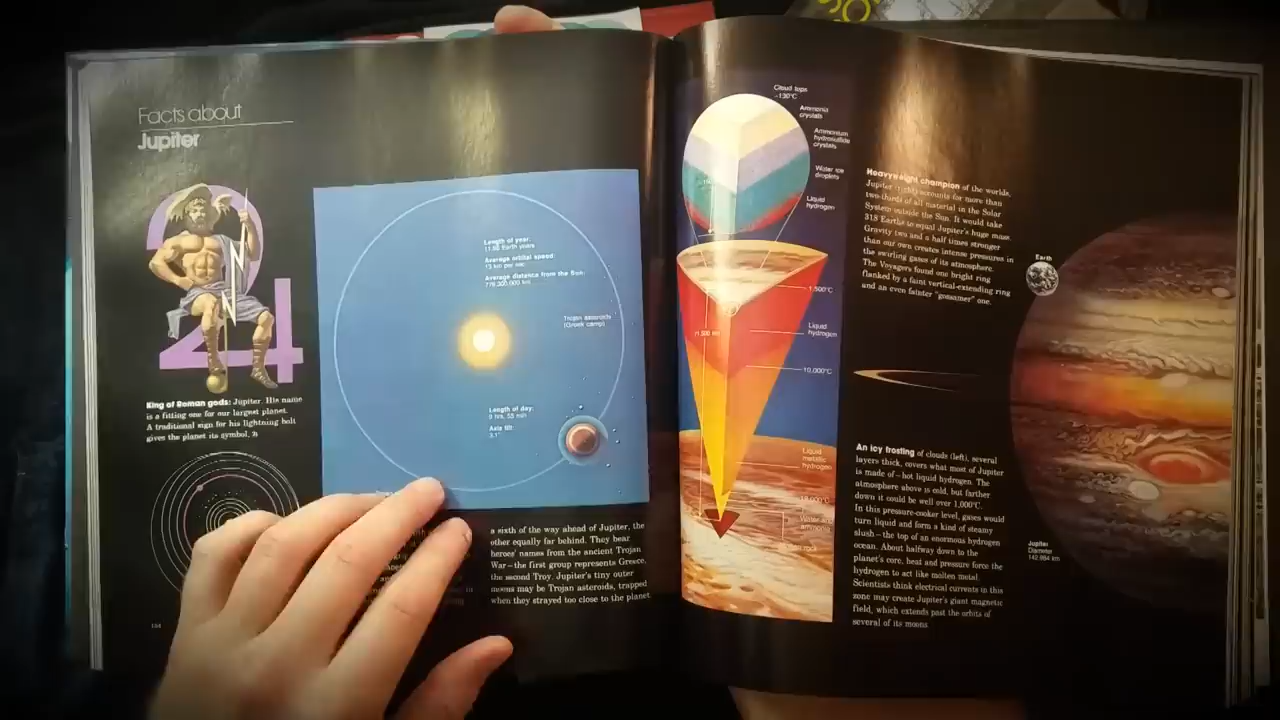 Facts about
Jupiter
King of Roman gods: Jupiter. His name
is a fitting one for our largest planet.
A traditional sign for his lightning bolt
gives the planet its symbol, ♃
Length of year:
11.86 Earth years
Average orbital speed:
13 km per sec.
Average distance from the Sun:
Trojan asteroids
(Greek camp)
Length of day:
9 hrs, 55 min
Axis tilt:
3.1°
a sixth of the way ahead of Jupiter, the
other equally far behind. They bear
heroes' names from the ancient Trojan
War–the first group represents Greece,
the second Troy. Jupiter's tiny outer
moons may be Trojan asteroids, trapped
when they strayed too close to the planet.
Cloud tops
-130°C
Ammonia
crystals
Ammonium
hydrosulfide
crystals
Water ice
droplets
Liquid
hydrogen
1,500°C
Liquid
hydrogen
10,000°C
Liquid
metallic
hydrogen
Heavyweight champion of the worlds,
Jupiter rightly accounts for more than
two-thirds of all material in the Solar
System outside the Sun. It would take
318 Earths to equal Jupiter's huge mass.
Gravity two and a half times stronger
than our own creates intense pressures in
the swirling gases of its atmosphere.
The Voyagers found one bright ring
flanked by a faint vertical-extending ring
and an even fainter "gossamer" one.
Earth
An icy frosting of clouds (left), several
layers thick, covers what most of Jupiter
is made of–hot liquid hydrogen. The
atmosphere above is cold, but farther
down it could be well over 1,000°C.
In this pressure-cooker level, gases would
turn liquid and form a kind of steamy
slush–the top of an enormous hydrogen
ocean. About halfway down to the
planet's core, heat and pressure force the
hydrogen to act like molten metal.
Scientists think electrical currents in this
zone may create Jupiter's giant magnetic
field, which extends past the orbits of
several of its moons.
Jupiter
Diameter
142,984 km